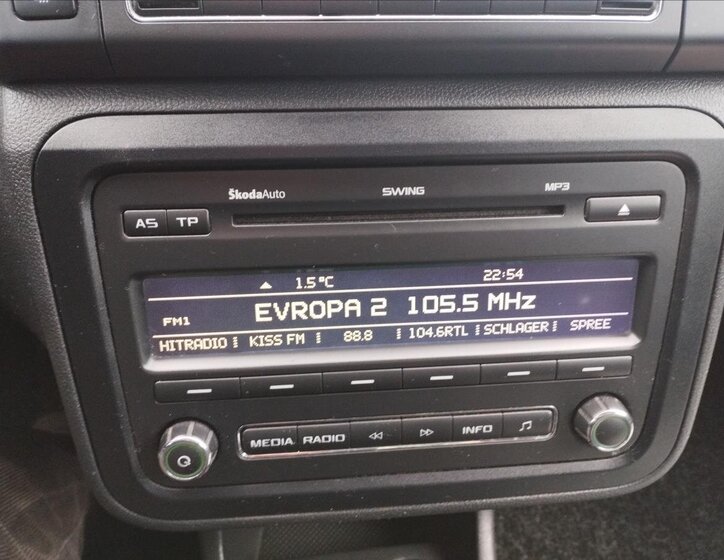 ŠkodaAuto SWING MP3
AS TP
1.5°C 22:54
FM1 EVROPA 2 105.5 MHz
HITRADIO KISS FM 88.8 104.6RTL SCHLAGER SPREE
MEDIA RADIO INFO